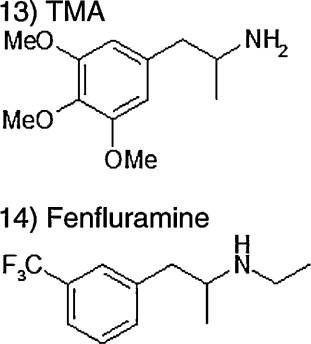 13) TMA
MeO
NH2
MeO
OMe
14) Fenfluramine
H
F3C
N